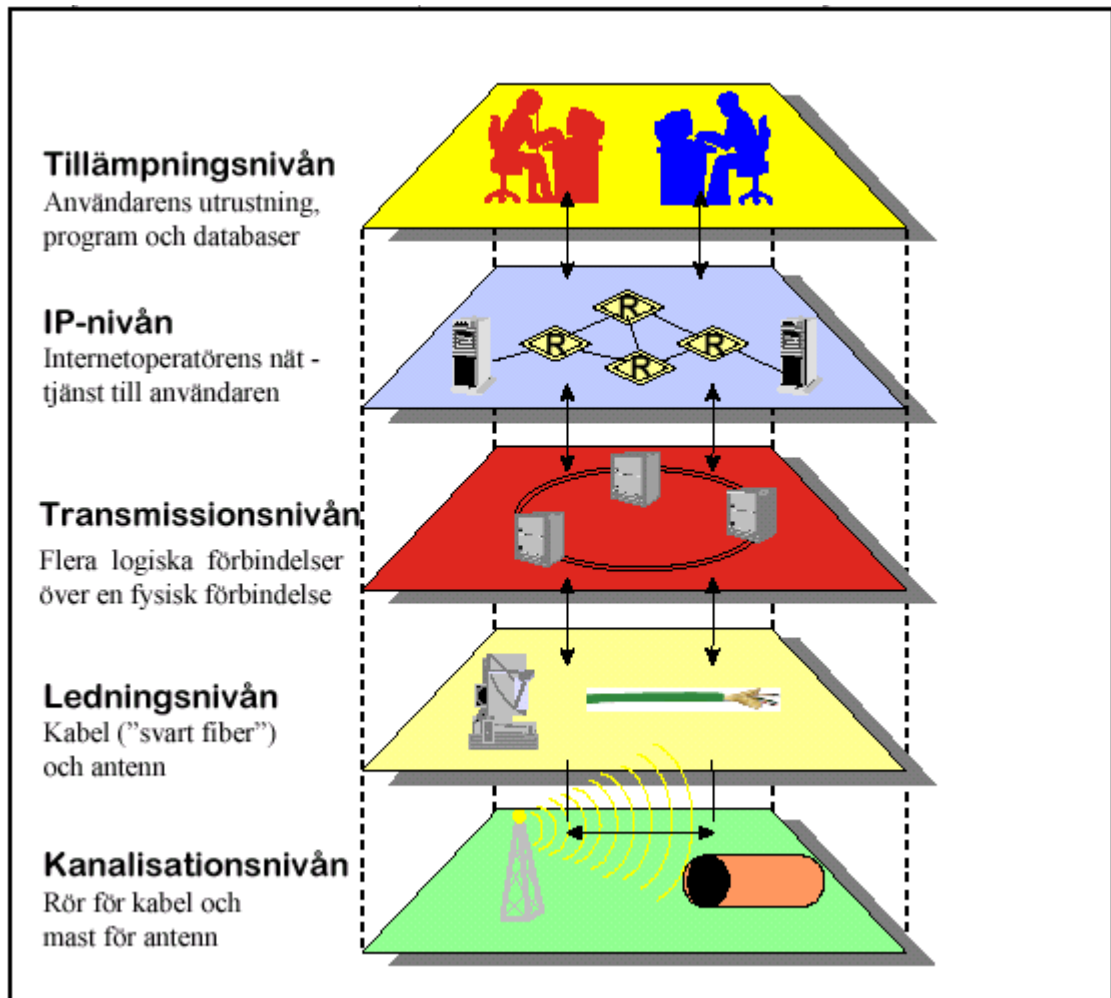 Tillämpningsnivån
Användarens utrustning,
program och databaser
IP-nivån
Internetoperatörens nät -
tjänst till användaren
R
R
R
R
Transmissionsnivån
Flera logiska förbindelser
över en fysisk förbindelse
Ledningsnivån
Kabel (”svart fiber”)
och antenn
Kanalisationsnivån
Rör för kabel och
mast för antenn